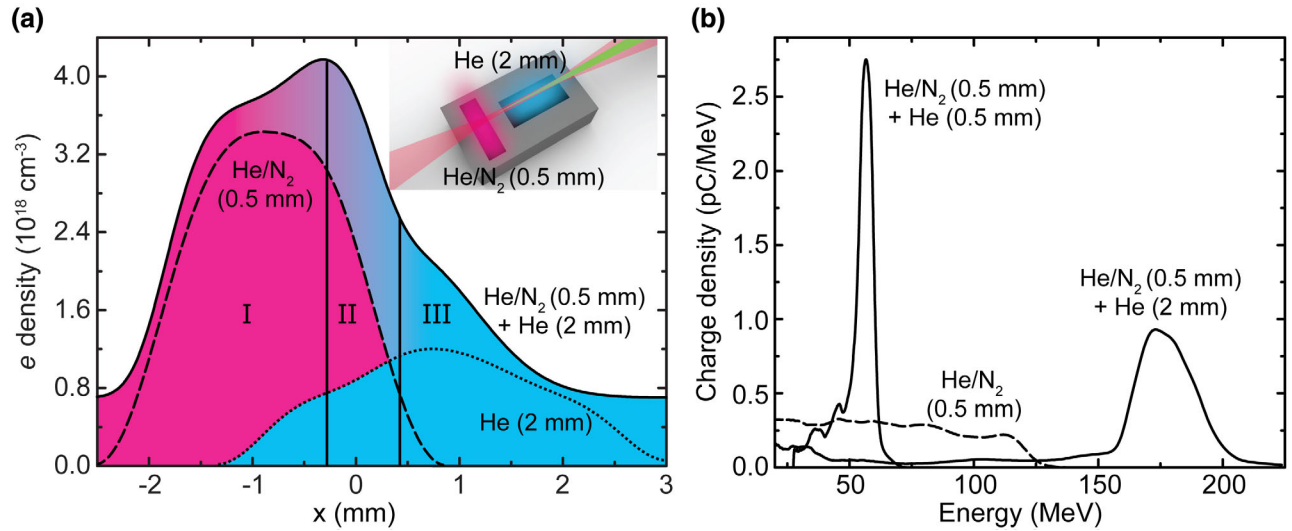 (a)
e density (10^18 cm^-3)
4.0
3.2
2.4
1.6
0.8
0.0
-2
-1
0
1
2
3
x (mm)
He/N₂
(0.5 mm)
I
II
III
He (2 mm)
He/N₂ (0.5 mm)
He/N₂ (0.5 mm)
+ He (2 mm)
He (2 mm)
(b)
Charge density (pC/MeV)
2.5
2.0
1.5
1.0
0.5
0.0
50
100
150
200
Energy (MeV)
He/N₂ (0.5 mm)
+ He (0.5 mm)
He/N₂ (0.5 mm)
+ He (2 mm)
He/N₂
(0.5 mm)